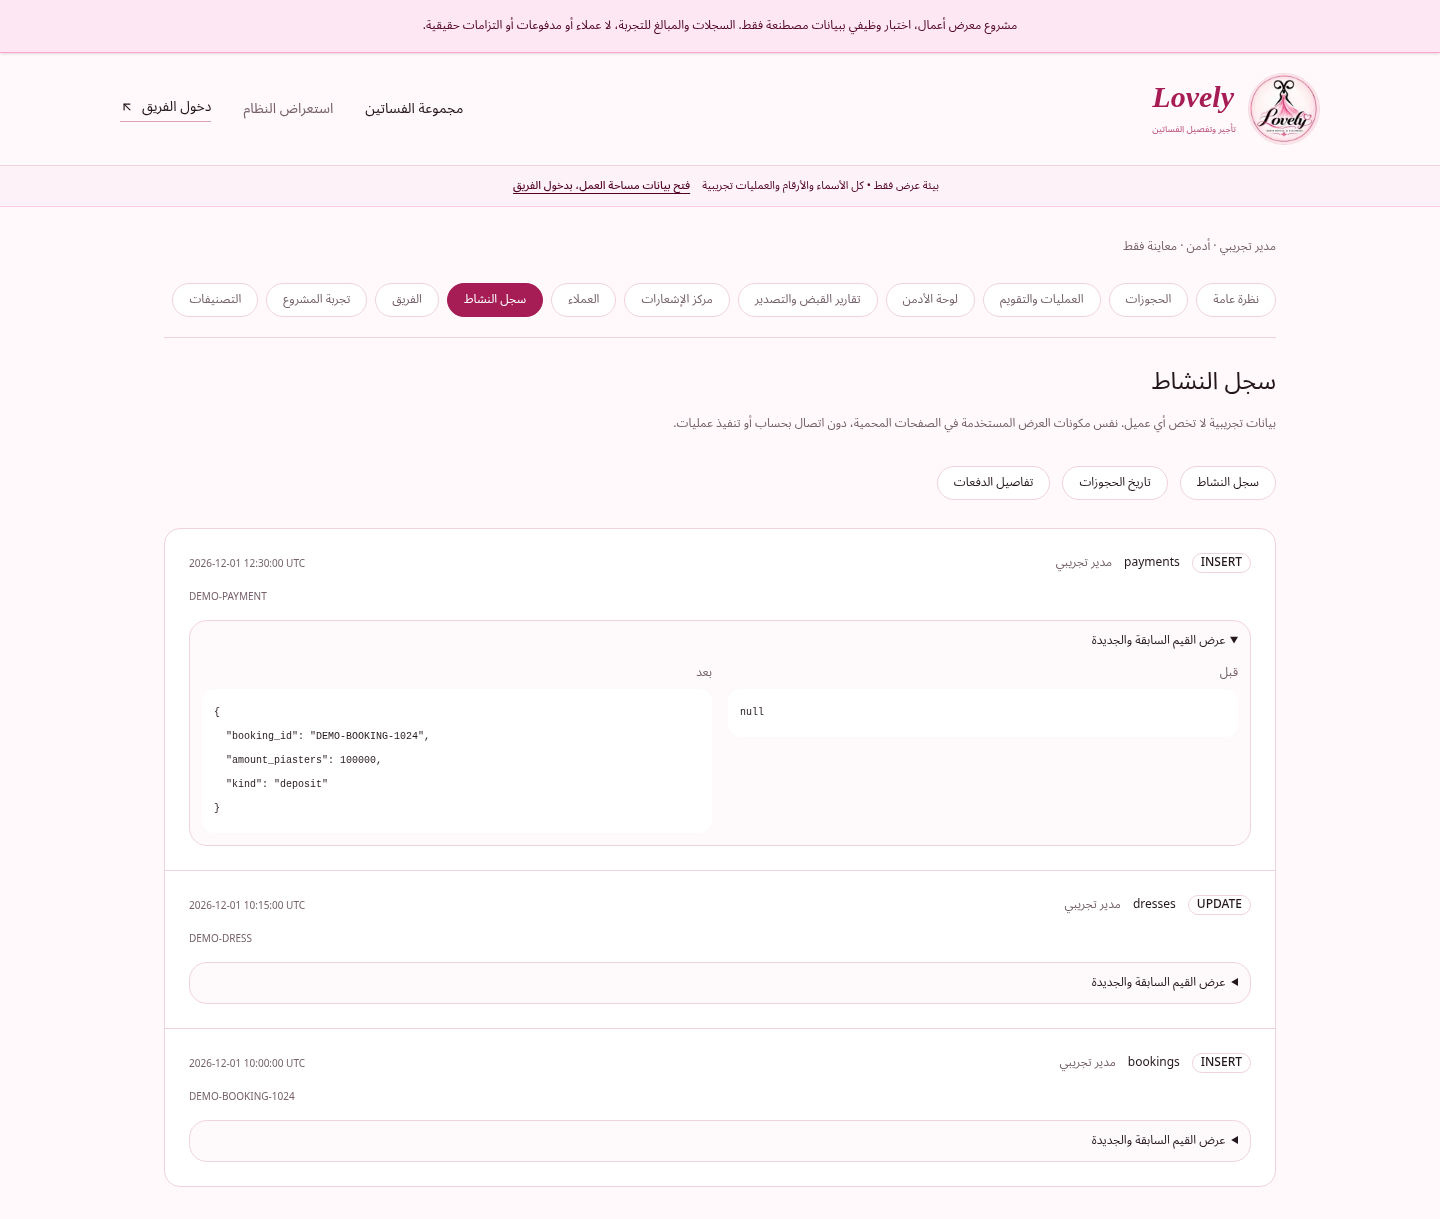 مشروع معرض أعمال، اختبار وظيفي ببيانات مصطنعة فقط. السجلات والمبالغ للتجربة، لا عملاء أو مدفوعات أو التزامات حقيقية.
Lovely
Lovely
تأجير وتفصيل الفساتين
مجموعة الفساتين
استعراض النظام
دخول الفريق
بيئة عرض فقط • كل الأسماء والأرقام والعمليات تجريبية فتح بيانات مساحة العمل، بدخول الفريق
مدير تجريبي · أدمن · معاينة فقط
نظرة عامة
الحجوزات
العمليات والتقويم
لوحة الأدمن
تقارير القبض والتصدير
مركز الإشعارات
العملاء
سجل النشاط
الفريق
تجربة المشروع
التصنيفات
سجل النشاط
بيانات تجريبية لا تخص أي عميل. نفس مكونات العرض المستخدمة في الصفحات المحمية، دون اتصال بحساب أو تنفيذ عمليات.
سجل النشاط
تاريخ الحجوزات
تفاصيل الدفعات
INSERT payments مدير تجريبي 2026-12-01 12:30:00 UTC
DEMO-PAYMENT
▼ عرض القيم السابقة والجديدة
قبل
null
بعد
{
"booking_id": "DEMO-BOOKING-1024",
"amount_piasters": 100000,
"kind": "deposit"
}
UPDATE dresses مدير تجريبي 2026-12-01 10:15:00 UTC
DEMO-DRESS
◀ عرض القيم السابقة والجديدة
INSERT bookings مدير تجريبي 2026-12-01 10:00:00 UTC
DEMO-BOOKING-1024
◀ عرض القيم السابقة والجديدة